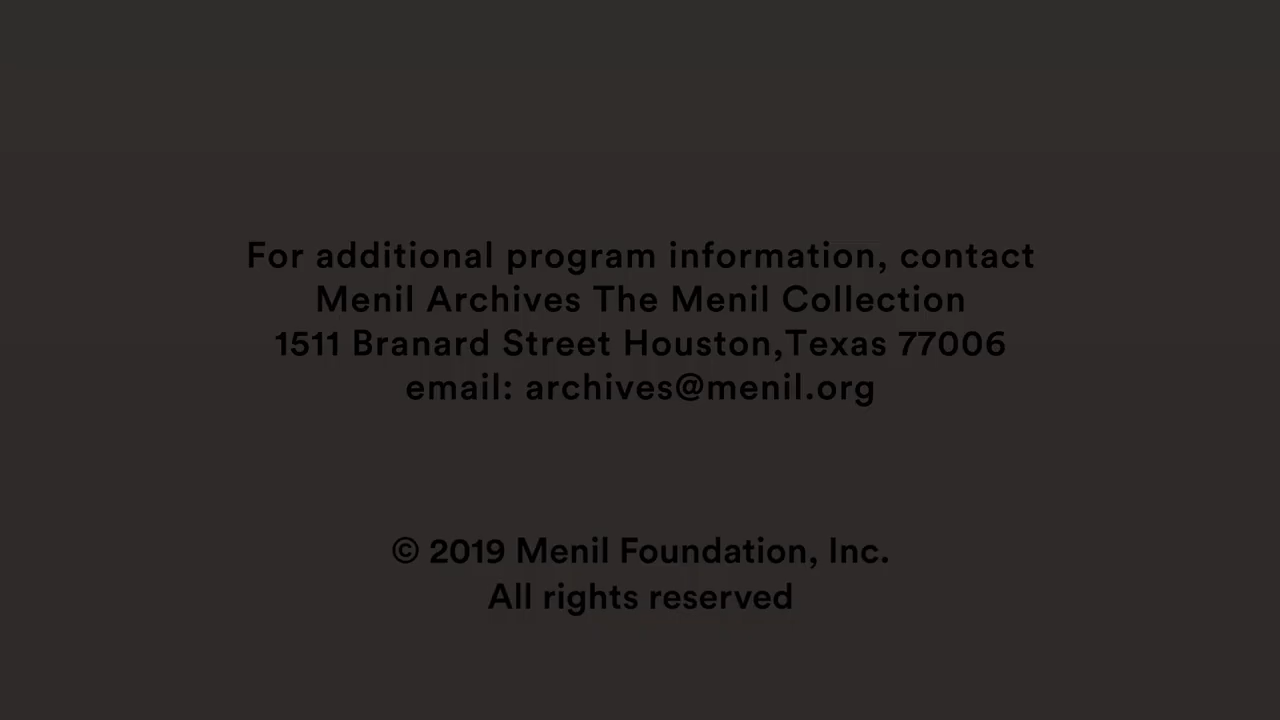 For additional program information, contact
Menil Archives The Menil Collection
1511 Branard Street Houston,Texas 77006
email: archives@menil.org
© 2019 Menil Foundation, Inc.
All rights reserved